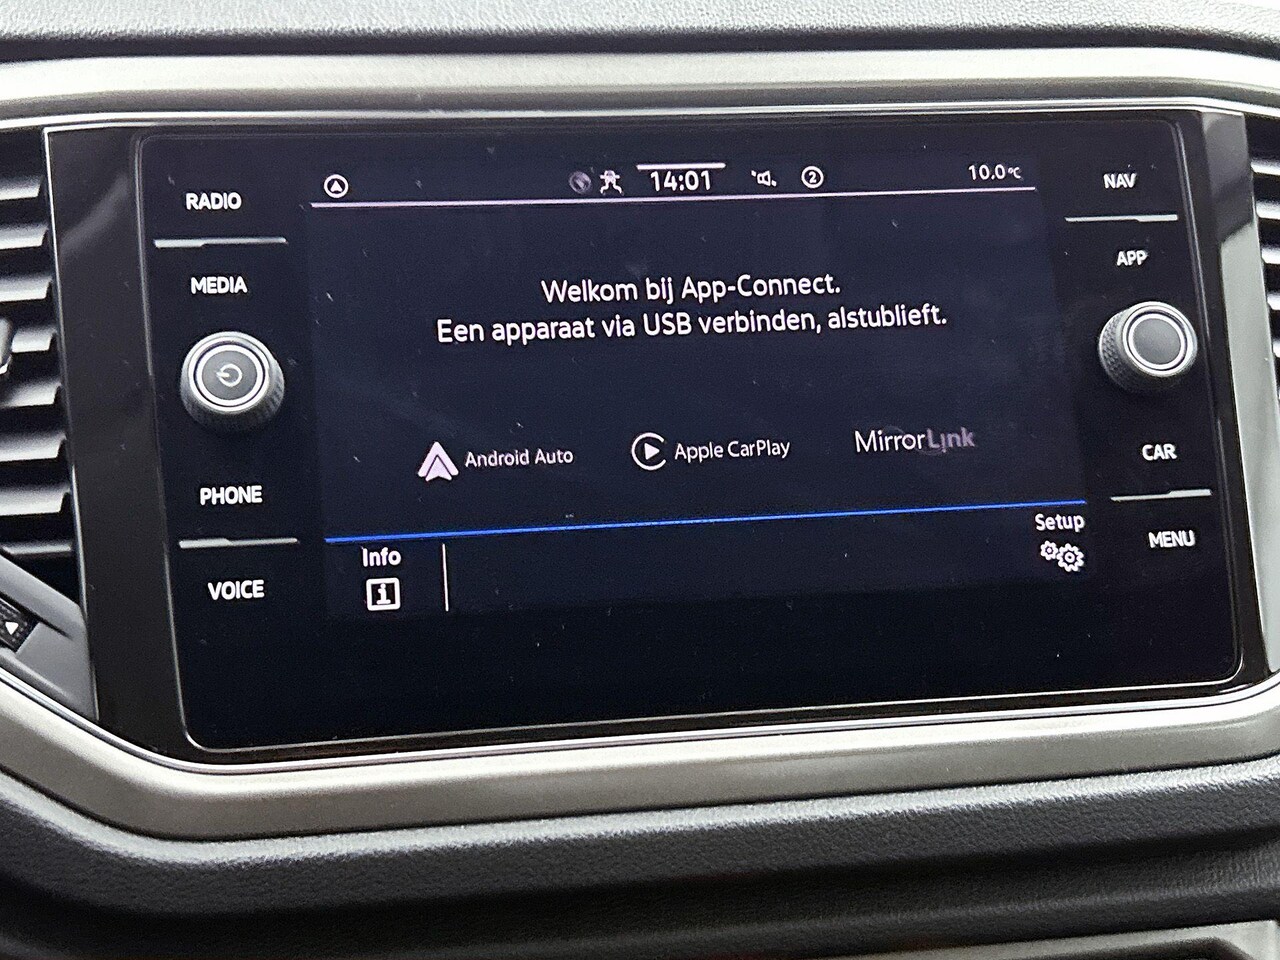 RADIO
MEDIA
PHONE
VOICE
14:01
2
10.0°C
Welkom bij App-Connect.
Een apparaat via USB verbinden, alstublieft.
Android Auto
Apple CarPlay
MirrorLink
Info
i
Setup
NAV
APP
CAR
MENU